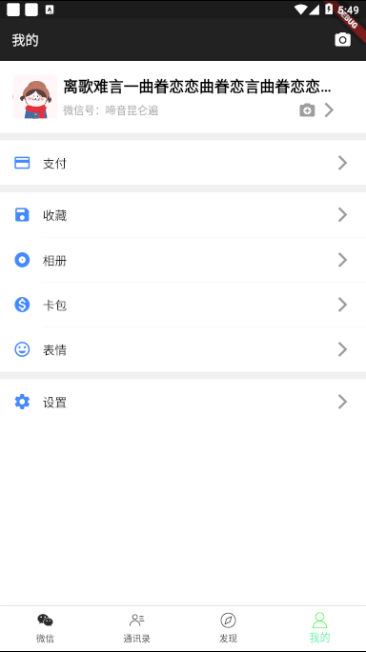 5:49
DEBUG
我的
离歌难言一曲眷恋恋曲眷恋言曲眷恋恋...
微信号：啼音昆仑遍
支付
收藏
相册
卡包
表情
设置
微信
通讯录
发现
我的